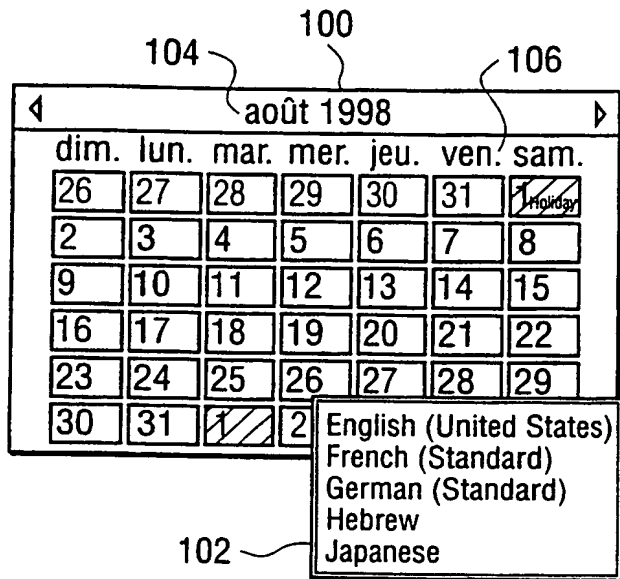 100
104
106
août 1998
dim. lun. mar. mer. jeu. ven. sam.
26 27 28 29 30 31 1 Holiday
2 3 4 5 6 7 8
9 10 11 12 13 14 15
16 17 18 19 20 21 22
23 24 25 26 27 28 29
30 31 1 2
English (United States)
French (Standard)
German (Standard)
Hebrew
Japanese
102